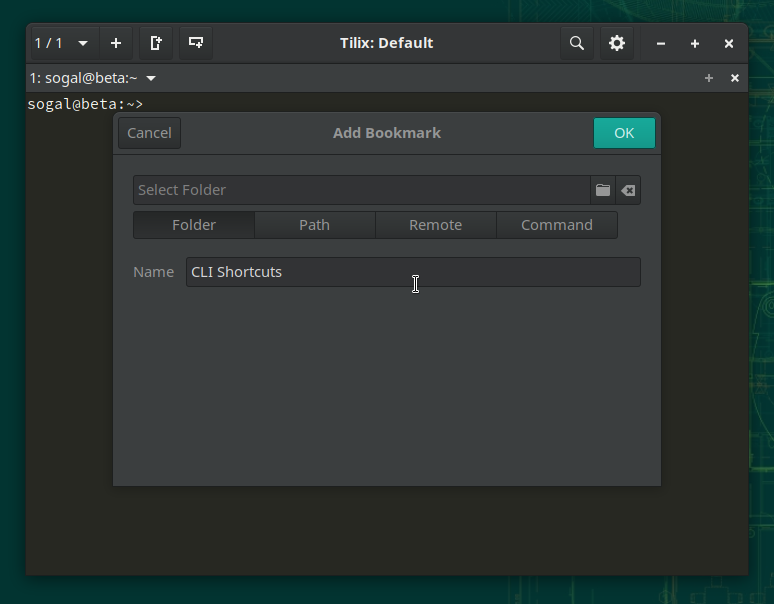 1 / 1 Tilix: Default
1: sogal@beta:~
sogal@beta:~>
Cancel Add Bookmark OK
Select Folder
Folder Path Remote Command
Name CLI Shortcuts